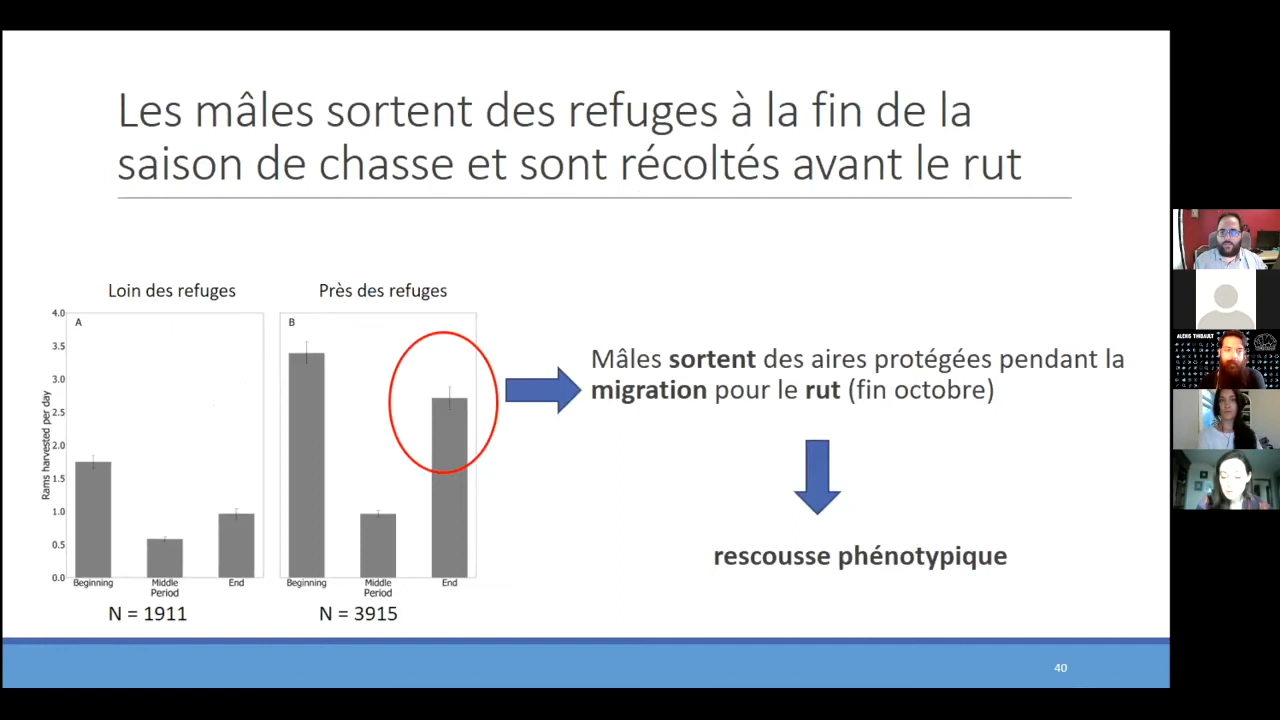 Les mâles sortent des refuges à la fin de la
saison de chasse et sont récoltés avant le rut
Loin des refuges
Près des refuges
A
B
Rams harvested per day
4.0
3.5
3.0
2.5
2.0
1.5
1.0
0.5
0.0
Beginning
Middle
End
Period
Beginning
Middle
End
Period
N = 1911
N = 3915
Mâles sortent des aires protégées pendant la
migration pour le rut (fin octobre)
rescousse phénotypique
40
ALEXIS THIBAULT